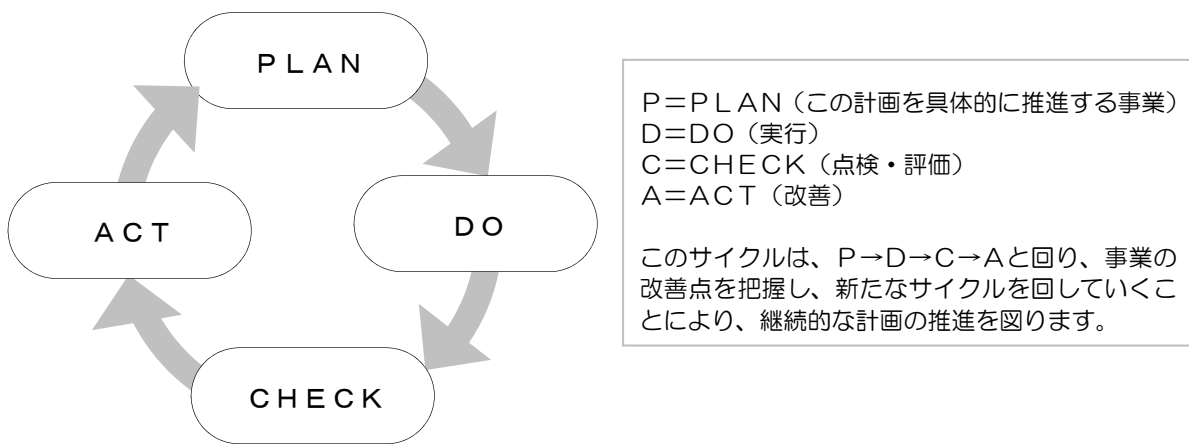 ＰＬＡＮ
ＡＣＴ
ＤＯ
ＣＨＥＣＫ
Ｐ＝ＰＬＡＮ（この計画を具体的に推進する事業）
Ｄ＝ＤＯ（実行）
Ｃ＝ＣＨＥＣＫ（点検・評価）
Ａ＝ＡＣＴ（改善）
このサイクルは、Ｐ→Ｄ→Ｃ→Ａと回り、事業の
改善点を把握し、新たなサイクルを回していくこ
とにより、継続的な計画の推進を図ります。